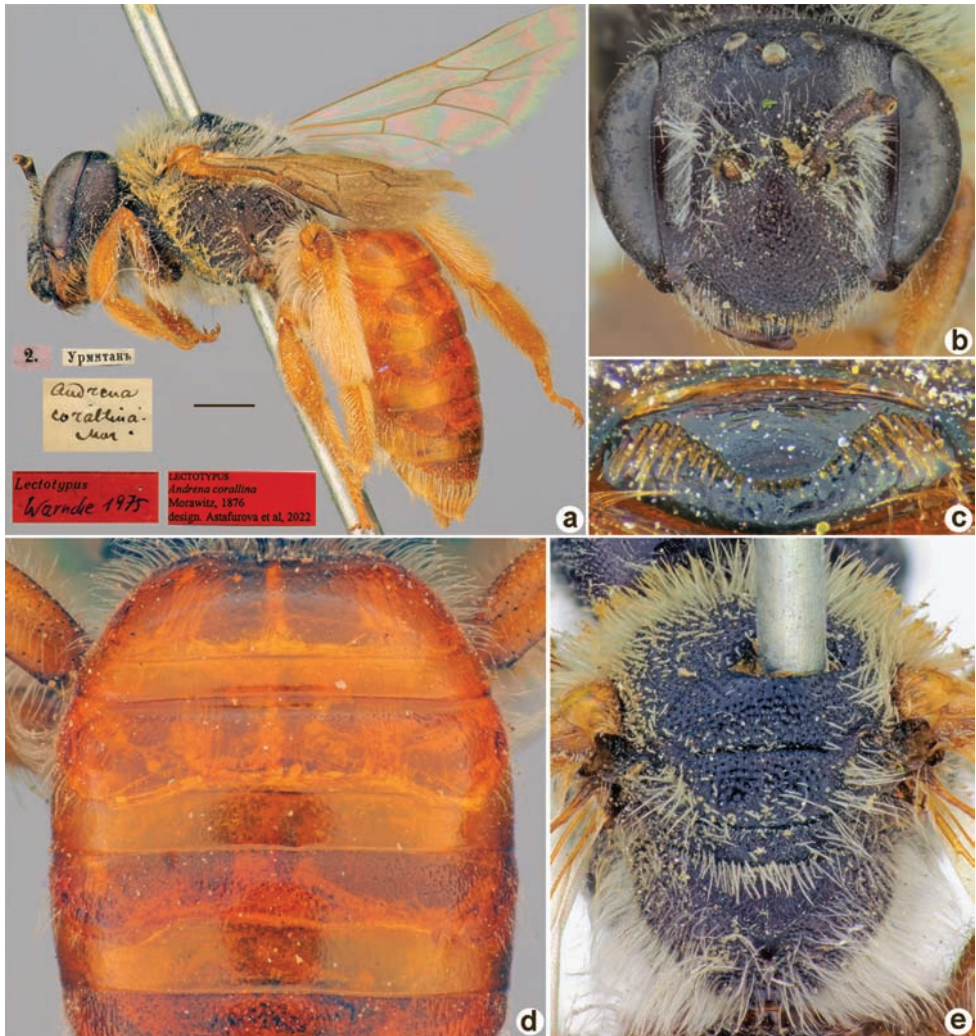 2.
Урмитанъ
Andrena
corallina
Mor.
Lectotypus
Warncke 1975
LECTOTYPUS
Andrena corallina
Morawitz, 1876
design. Astafurova et al, 2022
a
b
c
d
e